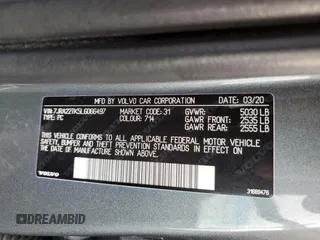 MFD BY VOLVO CAR CORPORATION DATE: 03/20
VIN: 7JRA22TK5LG066497 MARKET CODE: 31 GVWR: 5030 LB
TYPE: PC COLOUR: 714 GAWR FRONT: 2535 LB
GAWR REAR: 2555 LB
THIS VEHICLE CONFORMS TO ALL APPLICABLE U.S. FEDERAL MOTOR VEHICLE
SAFETY, BUMPER, AND THEFT PREVENTION STANDARDS IN EFFECT ON THE
DATE OF MANUFACTURE SHOWN ABOVE.
VOLVO
DREAMBID